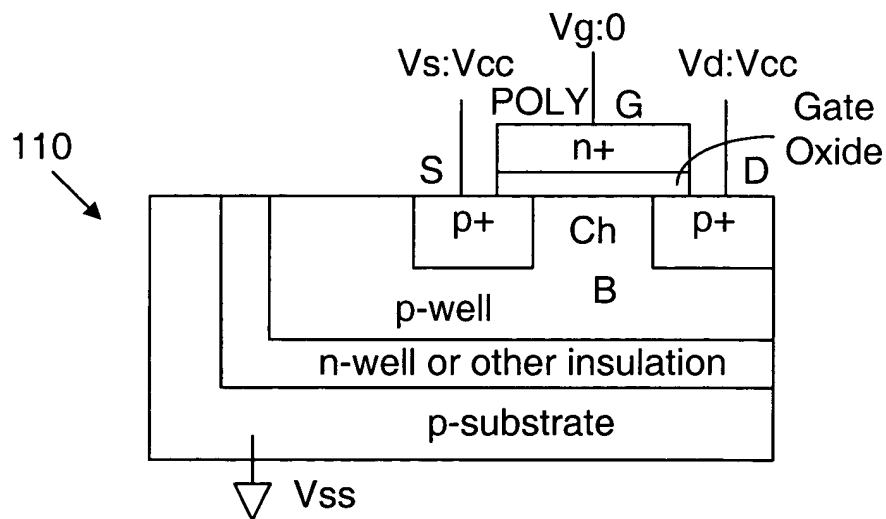 Vg:0
Vs:Vcc
Vd:Vcc
POLY
G
Gate
Oxide
110
n+
S
D
p+
Ch
p+
B
p-well
n-well or other insulation
p-substrate
Vss